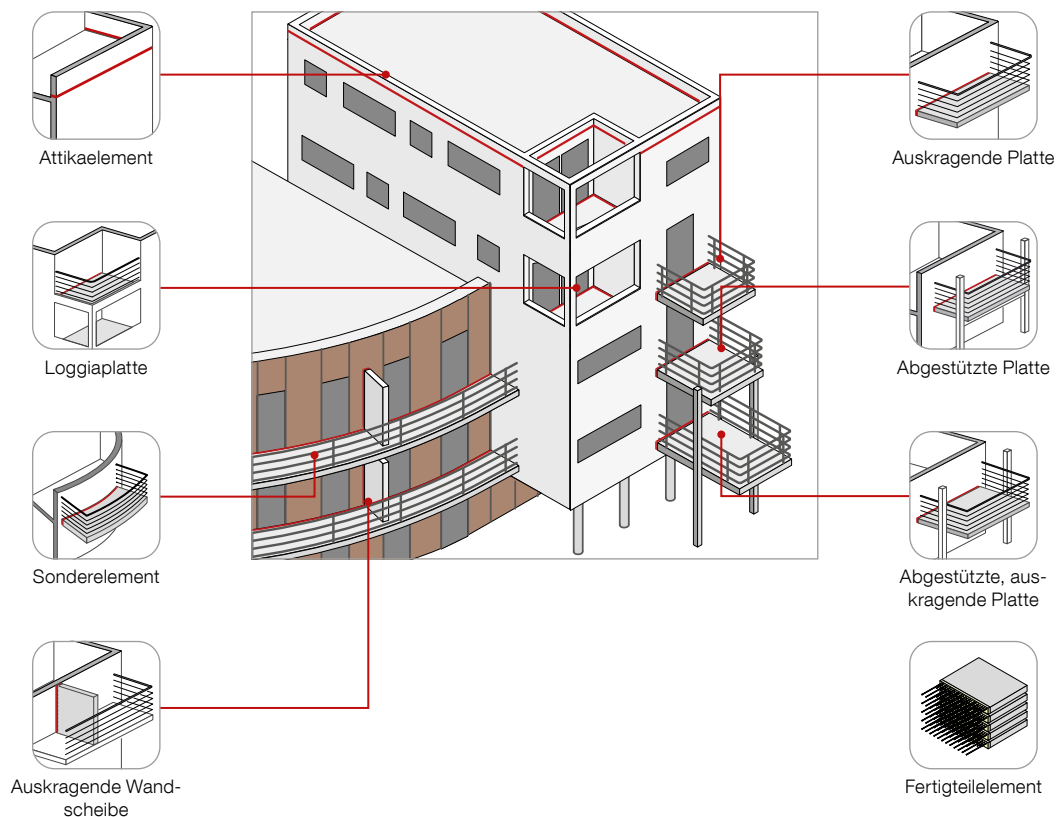 Attikaelement
Auskragende Platte
Loggiaplatte
Abgestützte Platte
Sonderelement
Abgestützte, aus-
kragende Platte
Auskragende Wand-
scheibe
Fertigteilelement